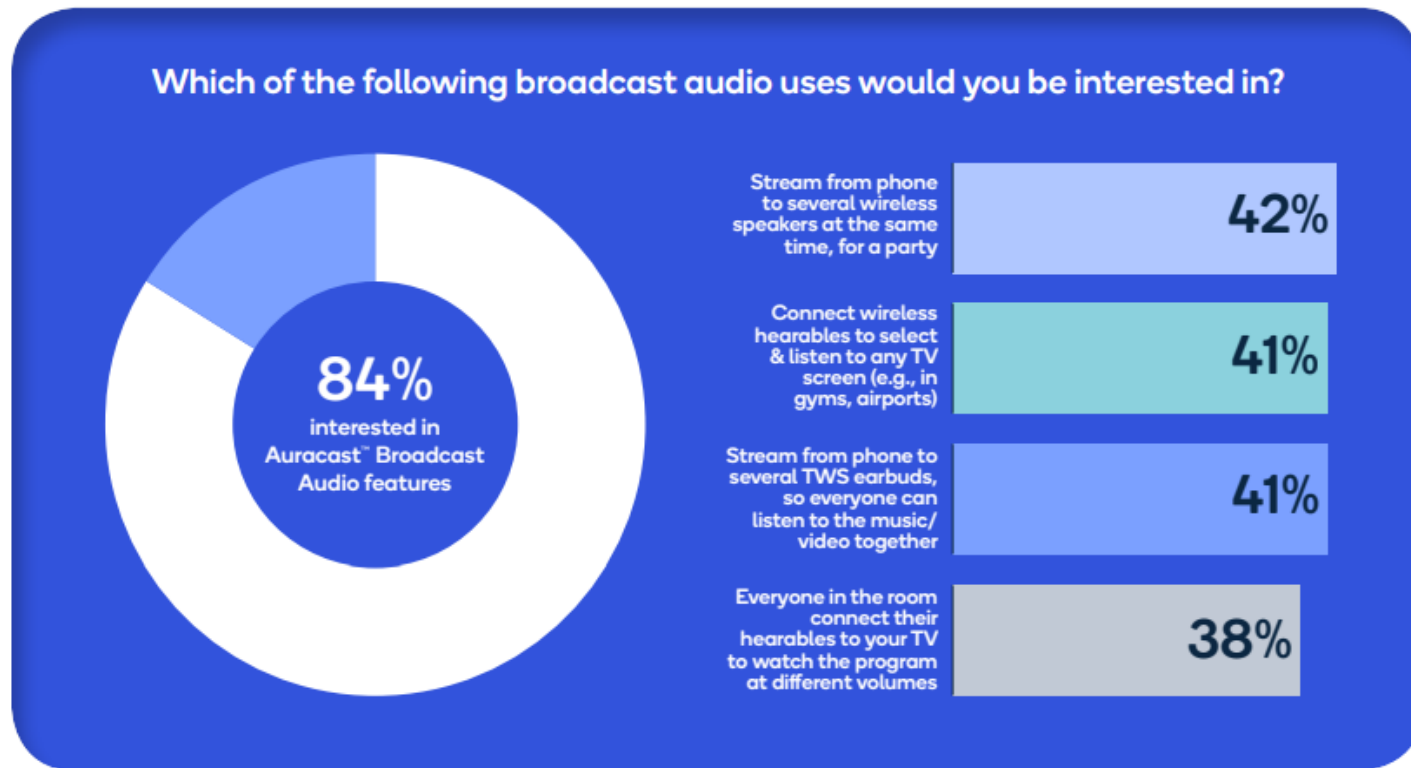 Which of the following broadcast audio uses would you be interested in?
84%
interested in
Auracast™ Broadcast
Audio features
Stream from phone
to several wireless
speakers at the same
time, for a party
42%
Connect wireless
hearables to select
& listen to any TV
screen (e.g., in
gyms, airports)
41%
Stream from phone to
several TWS earbuds,
so everyone can
listen to the music/
video together
41%
Everyone in the room
connect their
hearables to your TV
to watch the program
at different volumes
38%